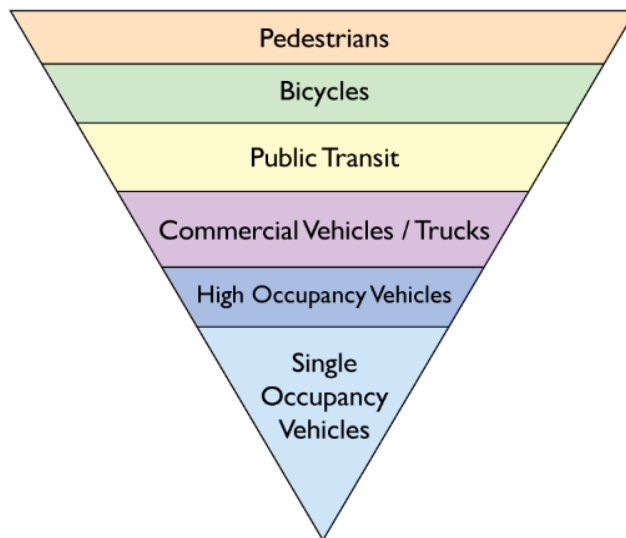 Pedestrians
Bicycles
Public Transit
Commercial Vehicles / Trucks
High Occupancy Vehicles
Single
Occupancy
Vehicles